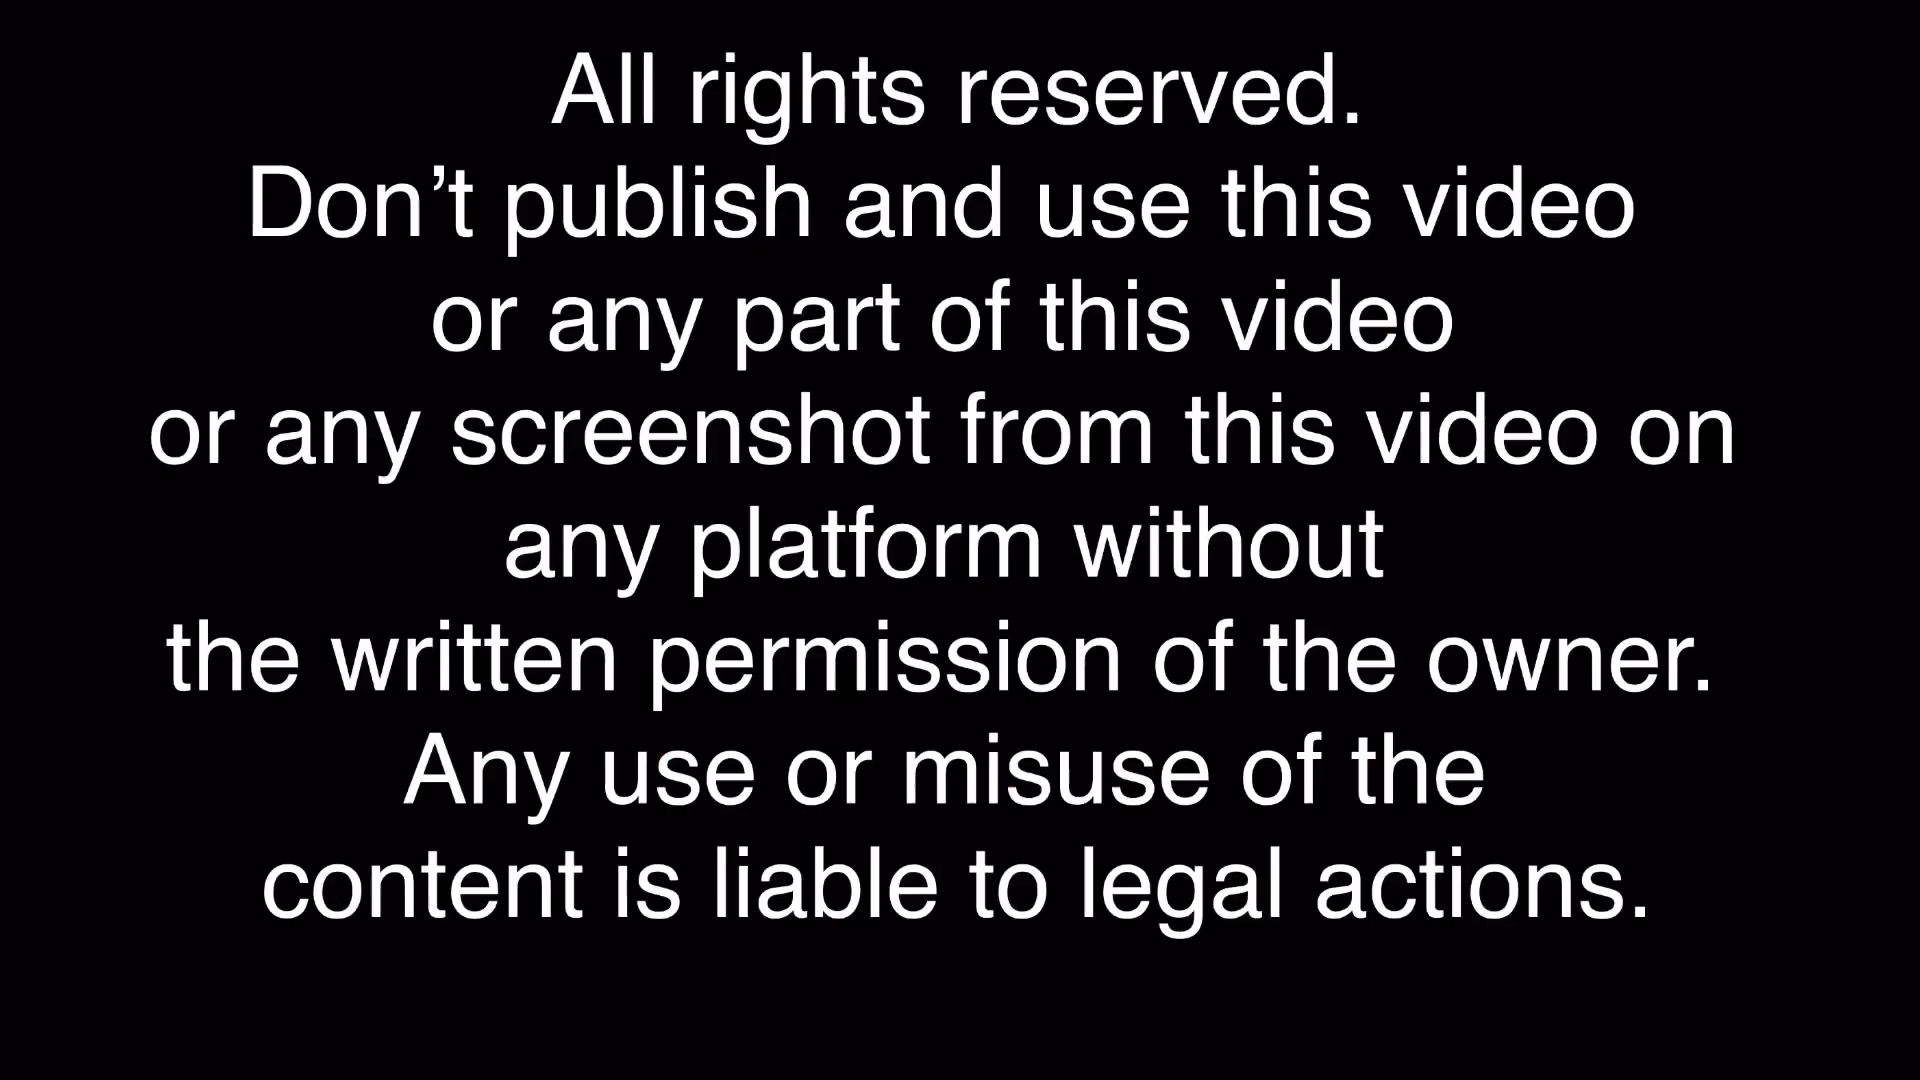 All rights reserved.
Don’t publish and use this video
or any part of this video
or any screenshot from this video on
any platform without
the written permission of the owner.
Any use or misuse of the
content is liable to legal actions.